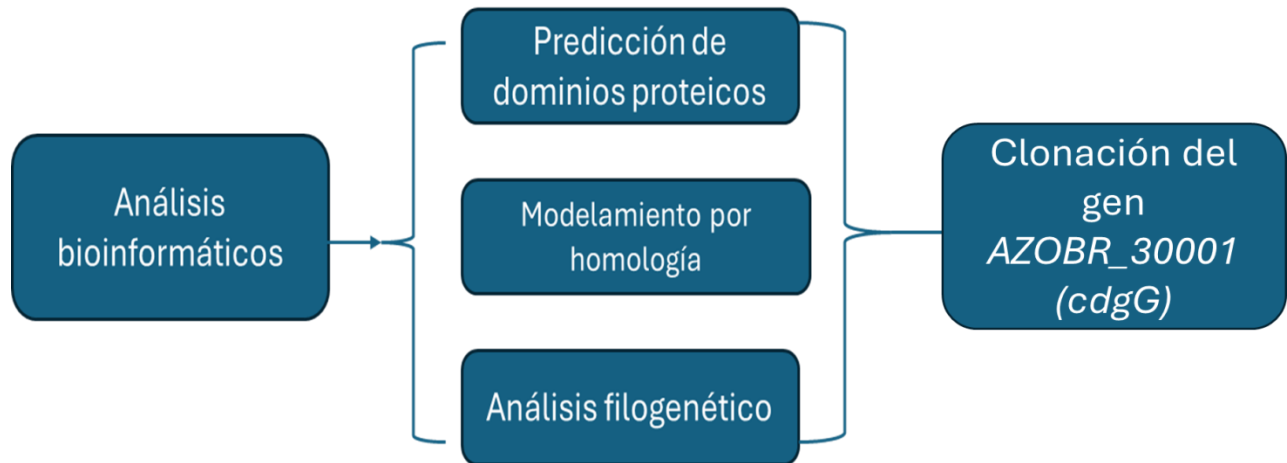 Análisis
bioinformáticos
Predicción de
dominios proteicos
Modelamiento por
homología
Análisis filogenético
Clonación del
gen
AZOBR_30001
(cdgG)